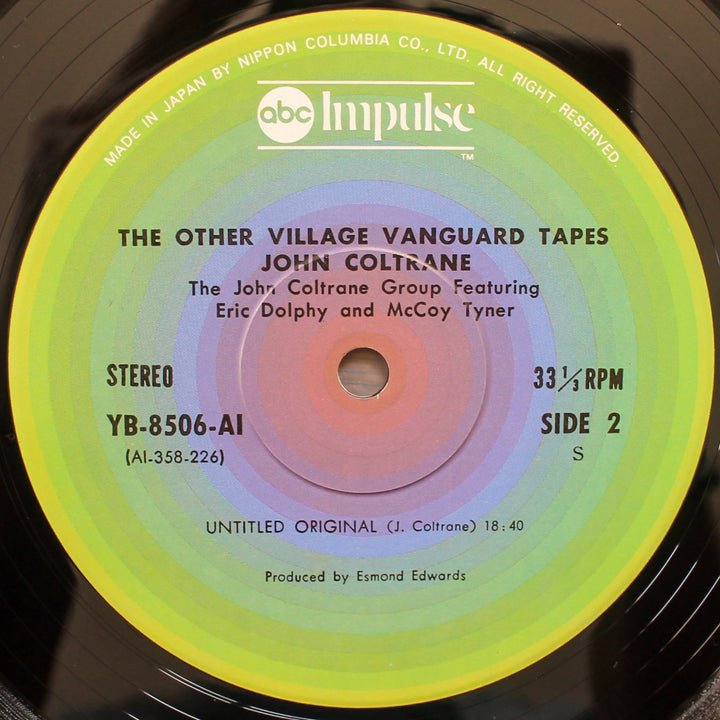 MADE IN JAPAN BY NIPPON COLUMBIA CO., LTD. ALL RIGHT RESERVED.
abc Impulse
TM
THE OTHER VILLAGE VANGUARD TAPES
JOHN COLTRANE
The John Coltrane Group Featuring
Eric Dolphy and McCoy Tyner
STEREO 33 1/3 RPM
YB-8506-AI SIDE 2
(AI-358-226) S
UNTITLED ORIGINAL (J. Coltrane) 18:40
Produced by Esmond Edwards